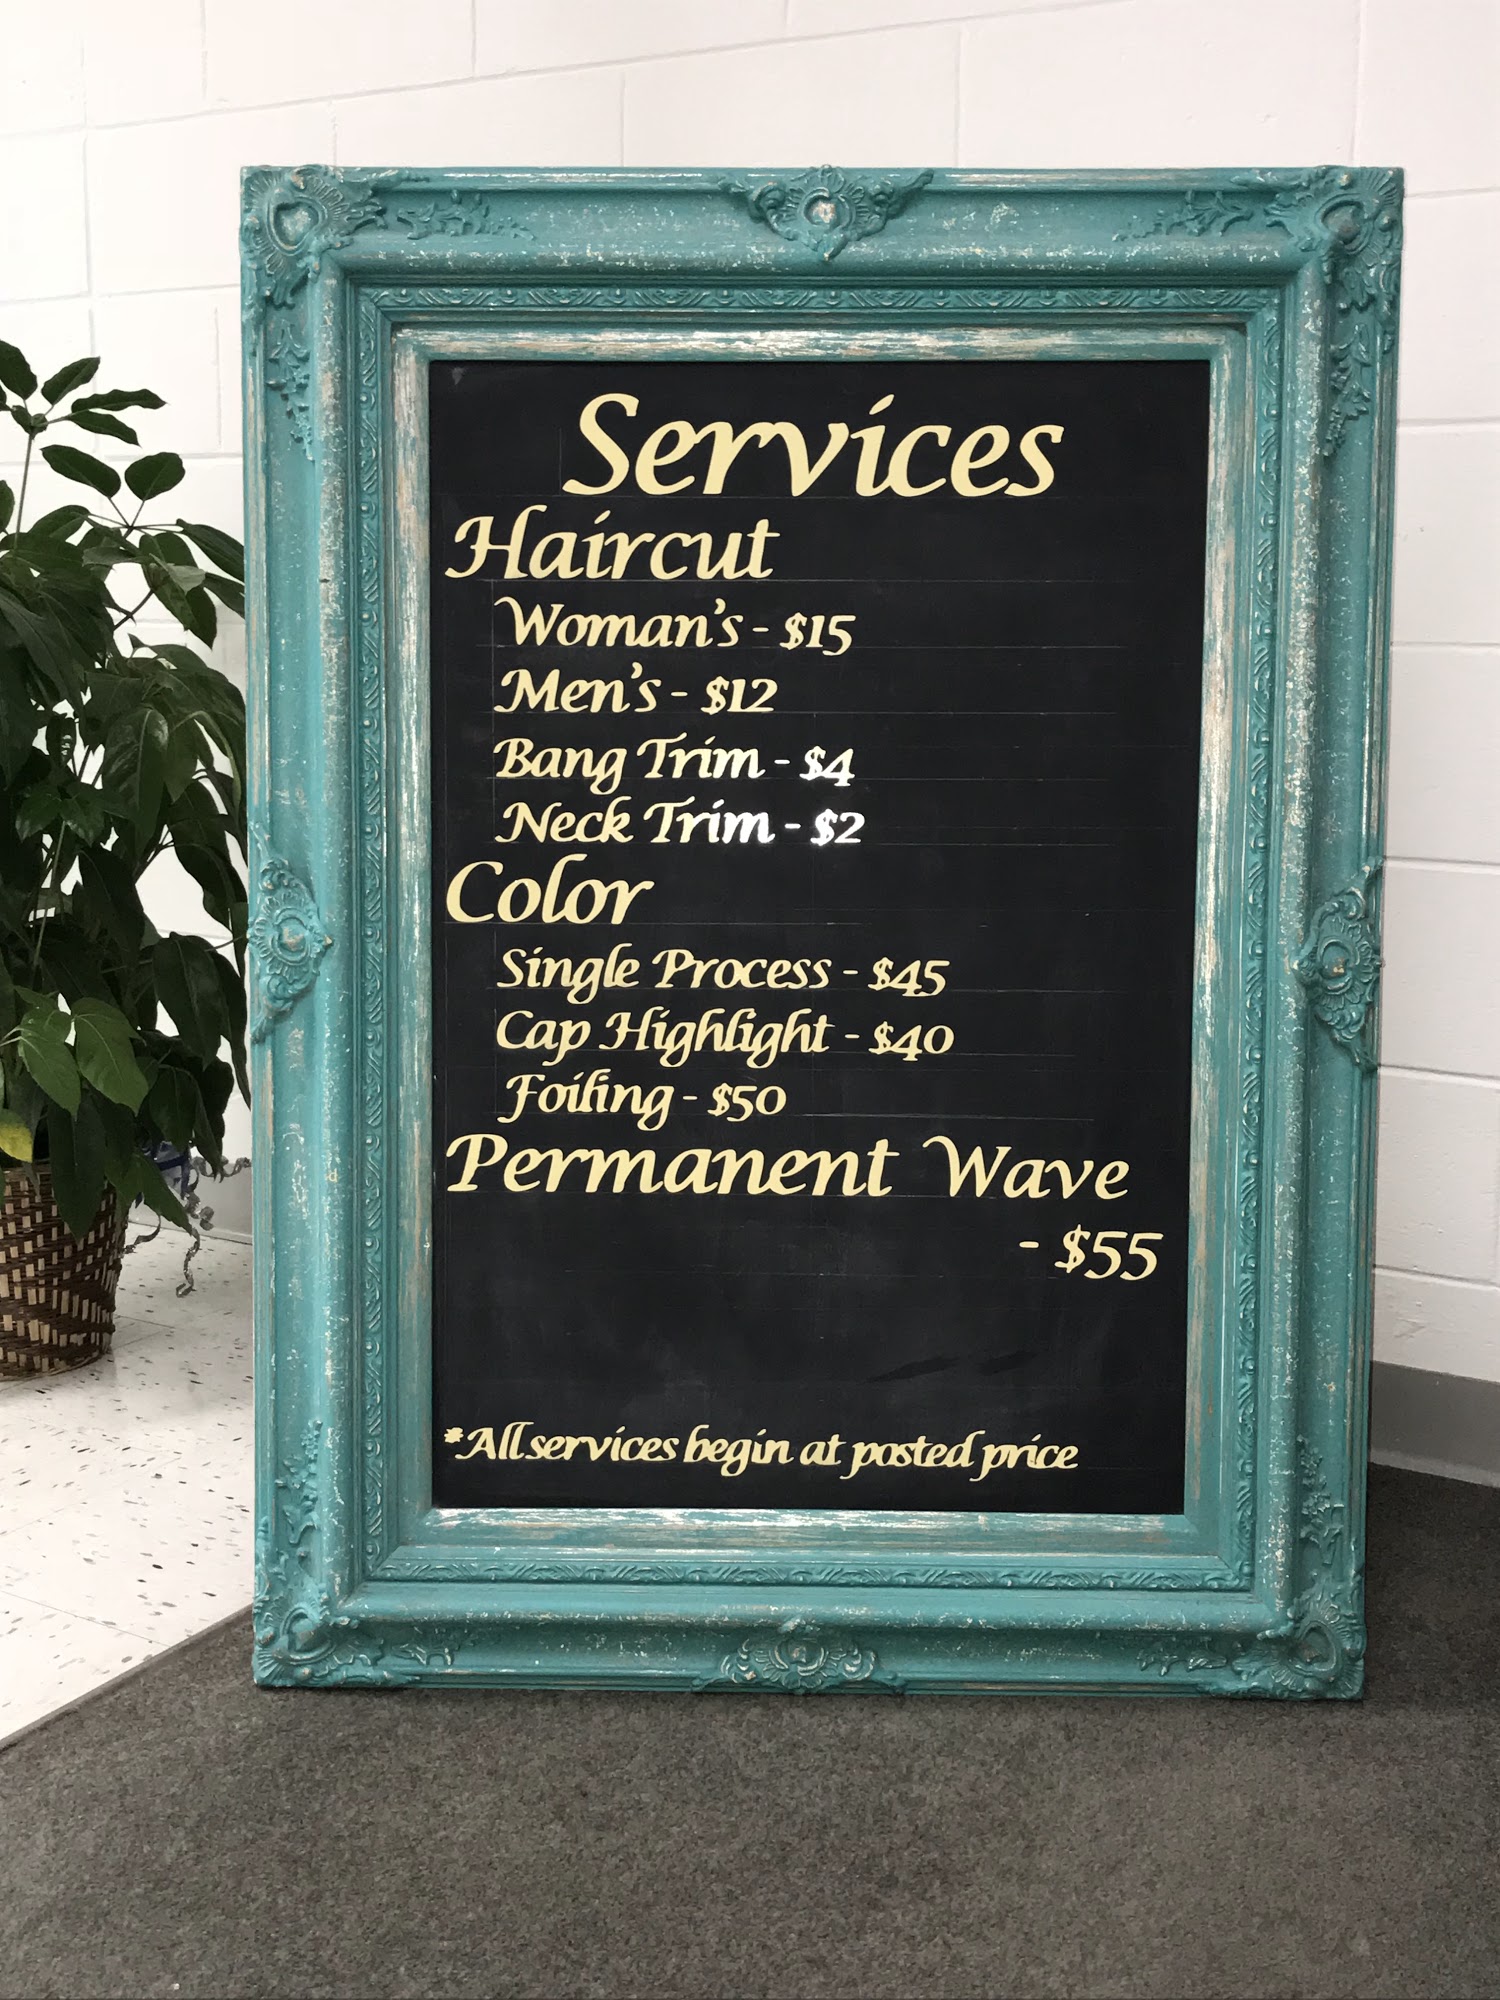 Services
Haircut
Woman's - $15
Men's - $12
Bang Trim - $4
Neck Trim - $2
Color
Single Process - $45
Cap Highlight - $40
Foiling - $50
Permanent Wave
- $55
*All services begin at posted price